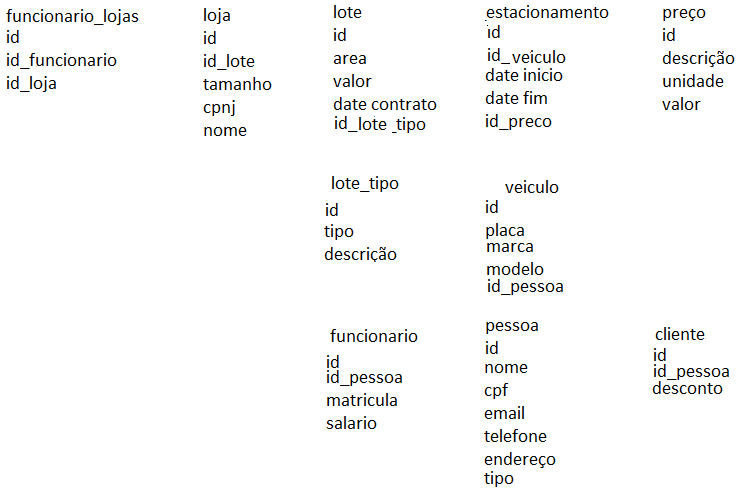 funcionario_lojas
id
id_funcionario
id_loja
loja
id
id_lote
tamanho
cpnj
nome
lote
id
area
valor
date contrato
id_lote_tipo
estacionamento
id
id_veiculo
date inicio
date fim
id_preco
preço
id
descrição
unidade
valor
lote_tipo
id
tipo
descrição
veiculo
id
placa
marca
modelo
id_pessoa
funcionario
id
id_pessoa
matricula
salario
pessoa
id
nome
cpf
email
telefone
endereço
tipo
cliente
id
id_pessoa
desconto